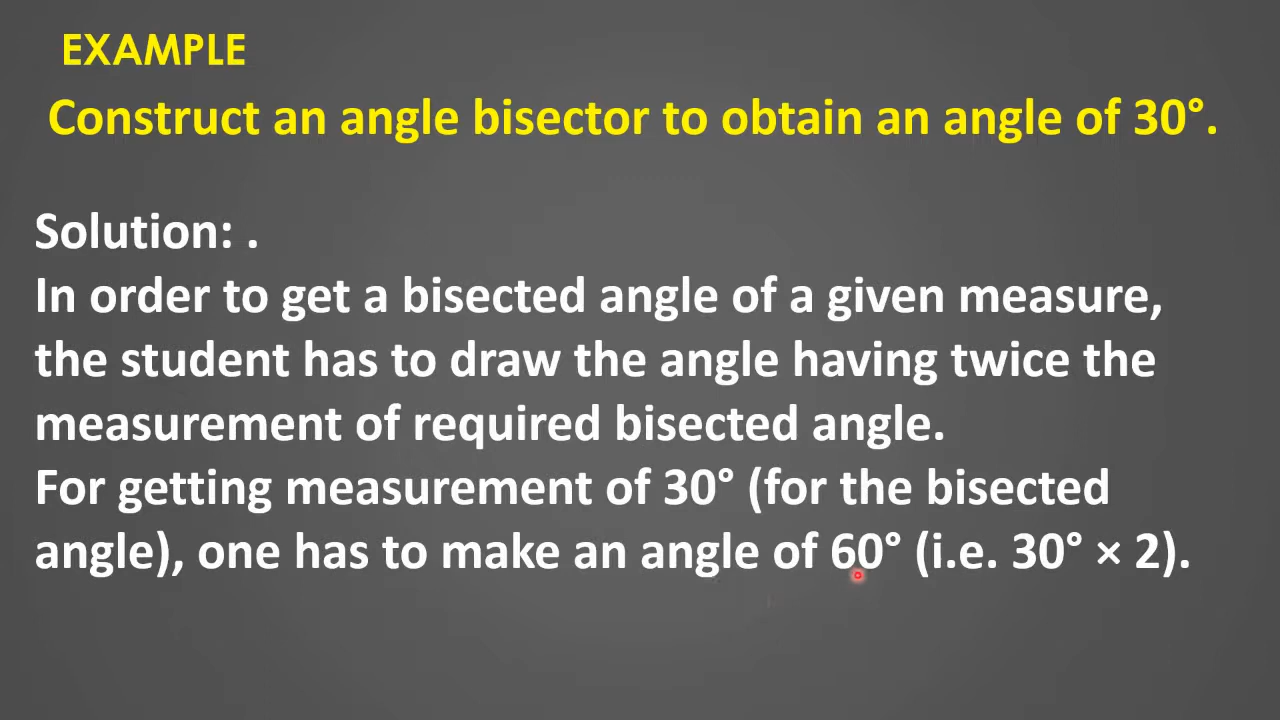 EXAMPLE
Construct an angle bisector to obtain an angle of 30°.
Solution: .
In order to get a bisected angle of a given measure,
the student has to draw the angle having twice the
measurement of required bisected angle.
For getting measurement of 30° (for the bisected
angle), one has to make an angle of 60° (i.e. 30° × 2).